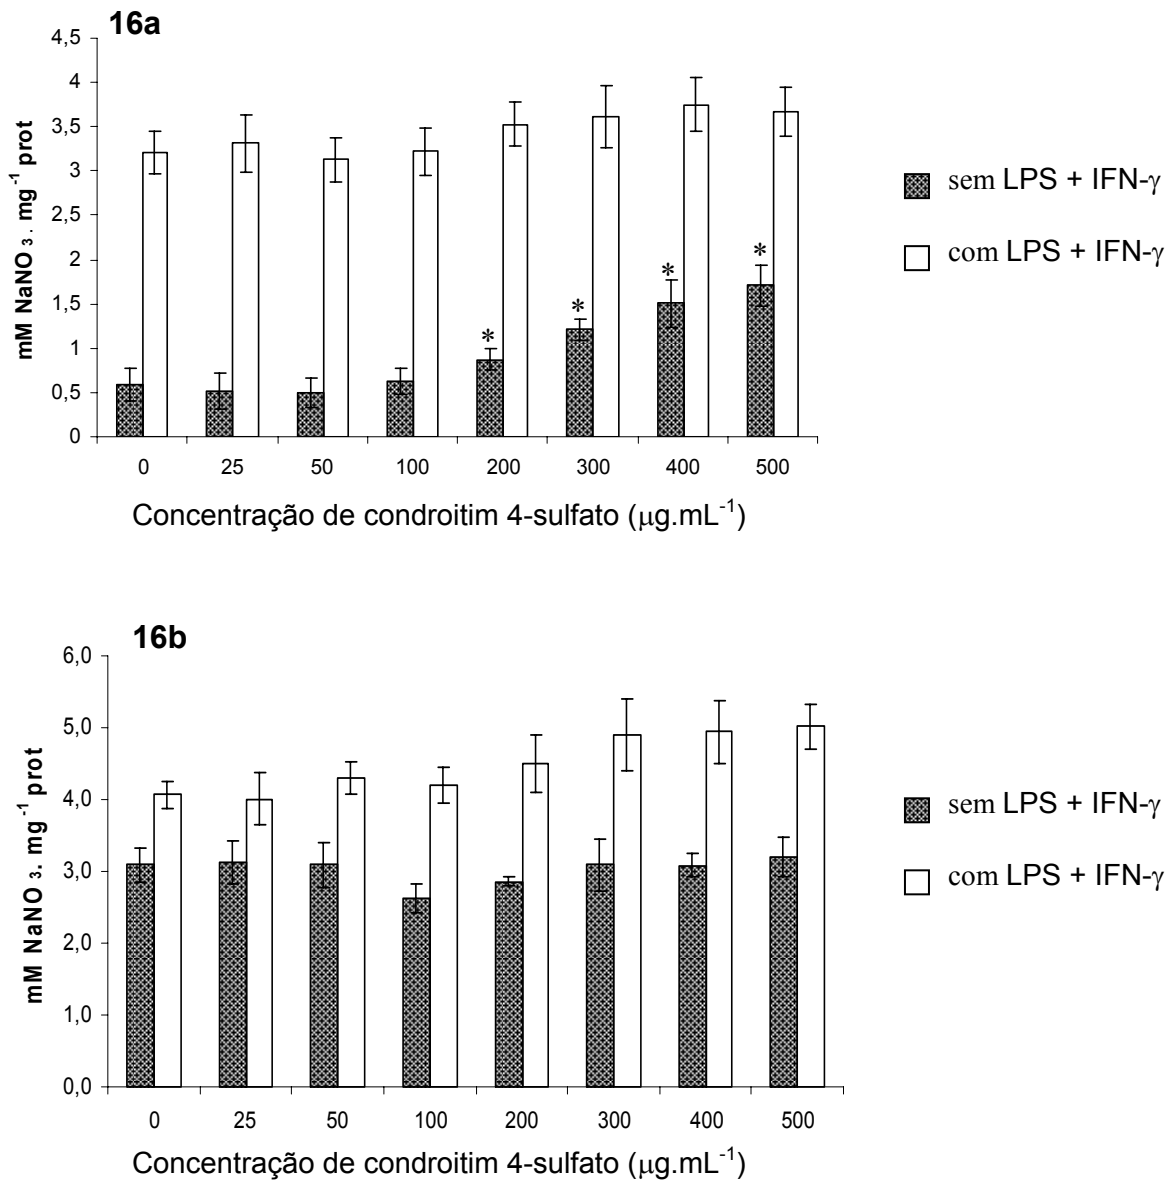 16a
mM NaNO₃. mg⁻¹ prot
4,5
4
3,5
3
2,5
2
1,5
1
0,5
0
* * * *
0 25 50 100 200 300 400 500
Concentração de condroitim 4-sulfato (µg.mL⁻¹)
sem LPS + IFN-γ
com LPS + IFN-γ
16b
mM NaNO₃. mg⁻¹ prot
6,0
5,0
4,0
3,0
2,0
1,0
0,0
0 25 50 100 200 300 400 500
Concentração de condroitim 4-sulfato (µg.mL⁻¹)
sem LPS + IFN-γ
com LPS + IFN-γ